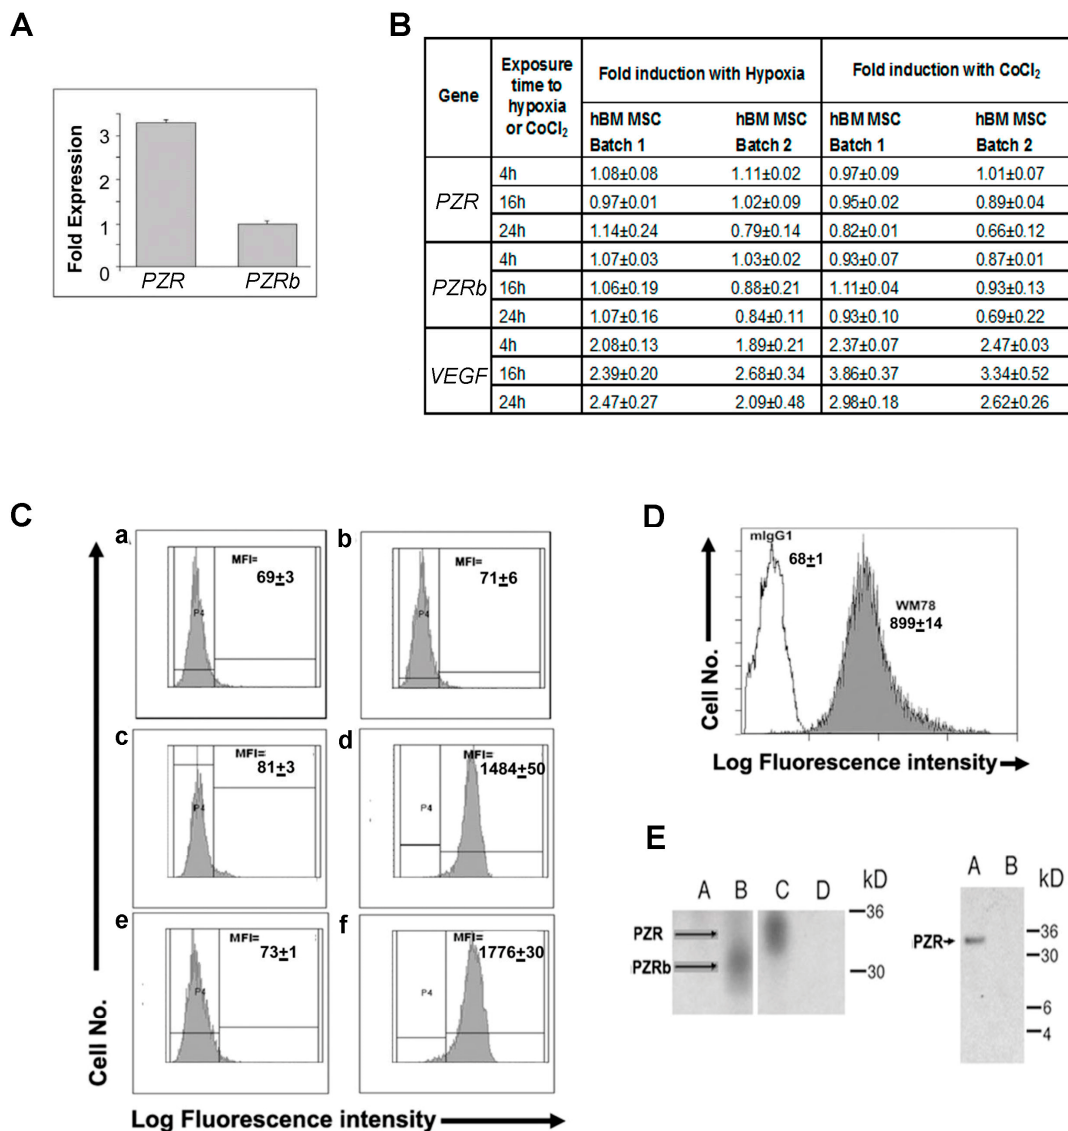 A
Fold Expression
3
2
1
0
PZR PZRb
B
Gene
Exposure time to hypoxia or CoCl2
Fold induction with Hypoxia
Fold induction with CoCl2
hBM MSC Batch 1
hBM MSC Batch 2
hBM MSC Batch 1
hBM MSC Batch 2
PZR
4h 1.08±0.08 1.11±0.02 0.97±0.09 1.01±0.07
16h 0.97±0.01 1.02±0.09 0.95±0.02 0.89±0.04
24h 1.14±0.24 0.79±0.14 0.82±0.01 0.66±0.12
PZRb
4h 1.07±0.03 1.03±0.02 0.93±0.07 0.87±0.01
16h 1.06±0.19 0.88±0.21 1.11±0.04 0.93±0.13
24h 1.07±0.16 0.84±0.11 0.93±0.10 0.69±0.22
VEGF
4h 2.08±0.13 1.89±0.21 2.37±0.07 2.47±0.03
16h 2.39±0.20 2.68±0.34 3.86±0.37 3.34±0.52
24h 2.47±0.27 2.09±0.48 2.98±0.18 2.62±0.26
C
Cell No.
a
MFI=
69±3
P4
b
MFI=
71±6
P4
c
MFI=
81±3
P4
d
MFI=
1484±50
P4
e
MFI=
73±1
P4
f
MFI=
1776±30
P4
Log Fluorescence intensity
D
Cell No.
mIgG1
68±1
WM78
899±14
Log Fluorescence intensity
E
A B C D kD
PZR
PZRb
36
30
A B kD
PZR
36
30
6
4